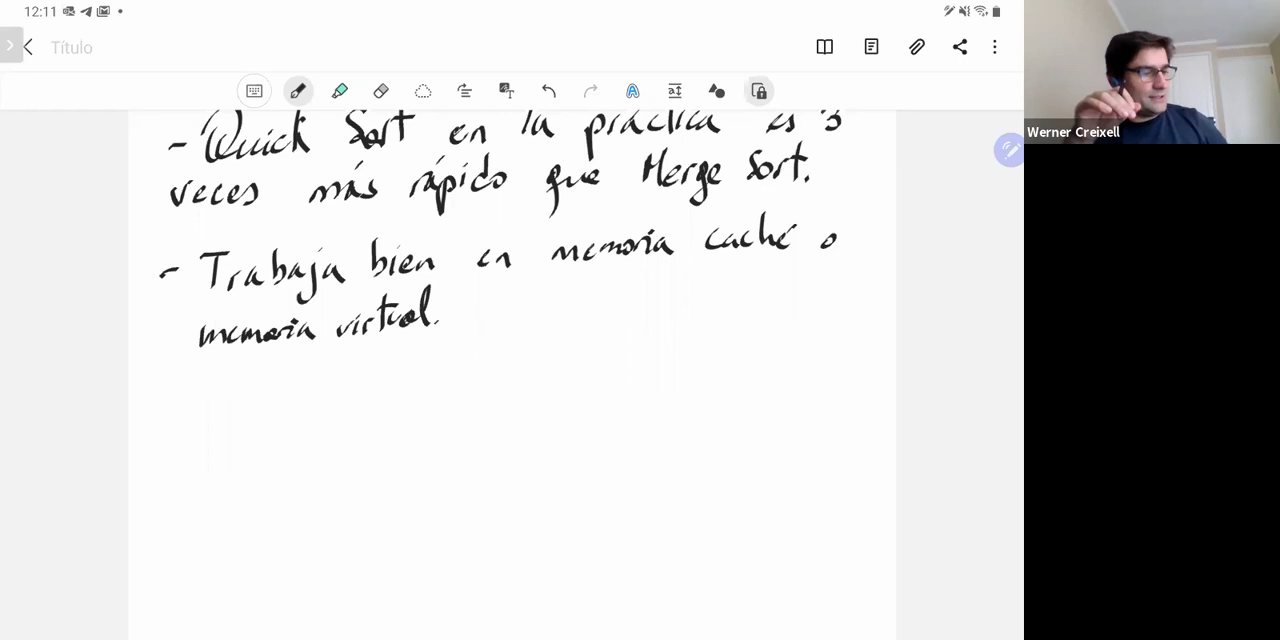 12:11
Título
- Quick Sort en la práctica es 3
veces más rápido que Merge Sort.
- Trabaja bien en memoria caché o
memoria virtual.
Werner Creixell